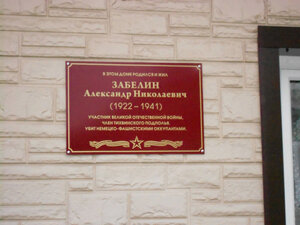 В ЭТОМ ДОМЕ РОДИЛСЯ И ЖИЛ
ЗАБЕЛИН
Александр Николаевич
(1922 – 1941)
УЧАСТНИК ВЕЛИКОЙ ОТЕЧЕСТВЕННОЙ ВОЙНЫ,
ЧЛЕН ТИХВИНСКОГО ПОДПОЛЬЯ.
УБИТ НЕМЕЦКО-ФАШИСТСКИМИ ОККУПАНТАМИ.